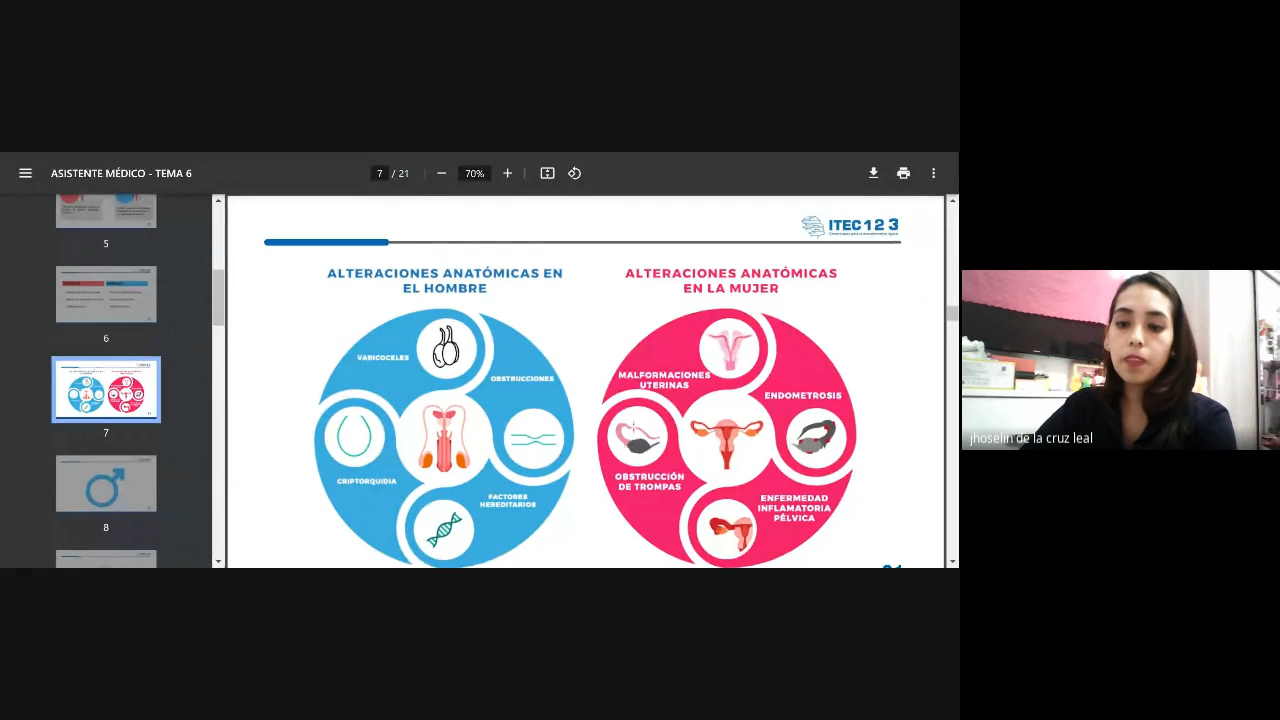 ASISTENTE MÉDICO - TEMA 6
7 / 21
70%
5
6
7
8
ITEC 1 2 3
ALTERACIONES ANATÓMICAS EN
EL HOMBRE
VARICOCELES
OBSTRUCCIONES
CRIPTORQUIDIA
FACTORES
HEREDITARIOS
ALTERACIONES ANATÓMICAS
EN LA MUJER
MALFORMACIONES
UTERINAS
ENDOMETROSIS
OBSTRUCCIÓN
DE TROMPAS
ENFERMEDAD
INFLAMATORIA
PÉLVICA
jhoselin de la cruz leal